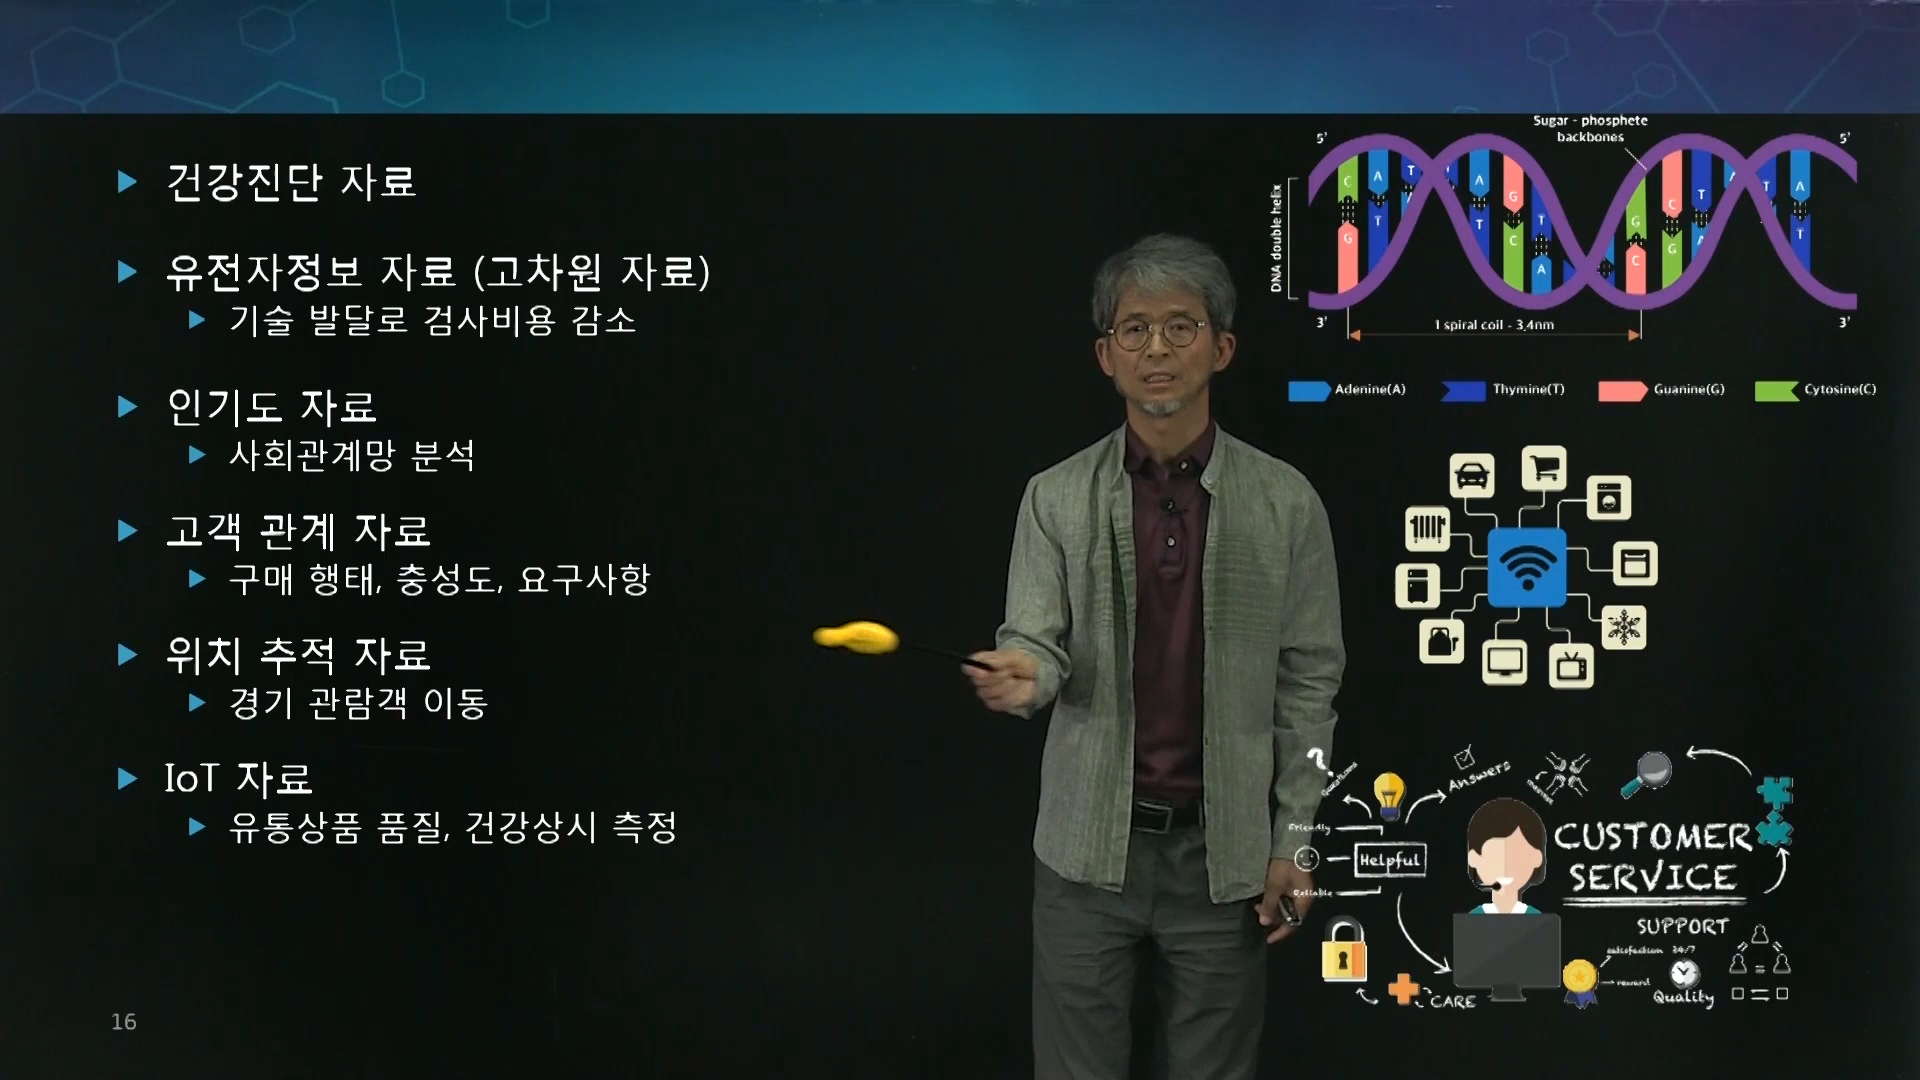 건강진단 자료
유전자정보 자료 (고차원 자료)
기술 발달로 검사비용 감소
인기도 자료
사회관계망 분석
고객 관계 자료
구매 행태, 충성도, 요구사항
위치 추적 자료
경기 관람객 이동
IoT 자료
유통상품 품질, 건강상시 측정
16
Sugar - phosphete
backbones
5'
5'
DNA double helix
C A T A G C T A
T A G T
G T C T A G C G A T
3'
3'
1 spiral coil - 3,4nm
Adenine(A)
Thymine(T)
Guanine(G)
Cytosine(C)
?
Questions
Answers
Friendly
Helpful
Reliable
CUSTOMER
SERVICE
SUPPORT
satisfaction
24/7
reward
Quality
CARE